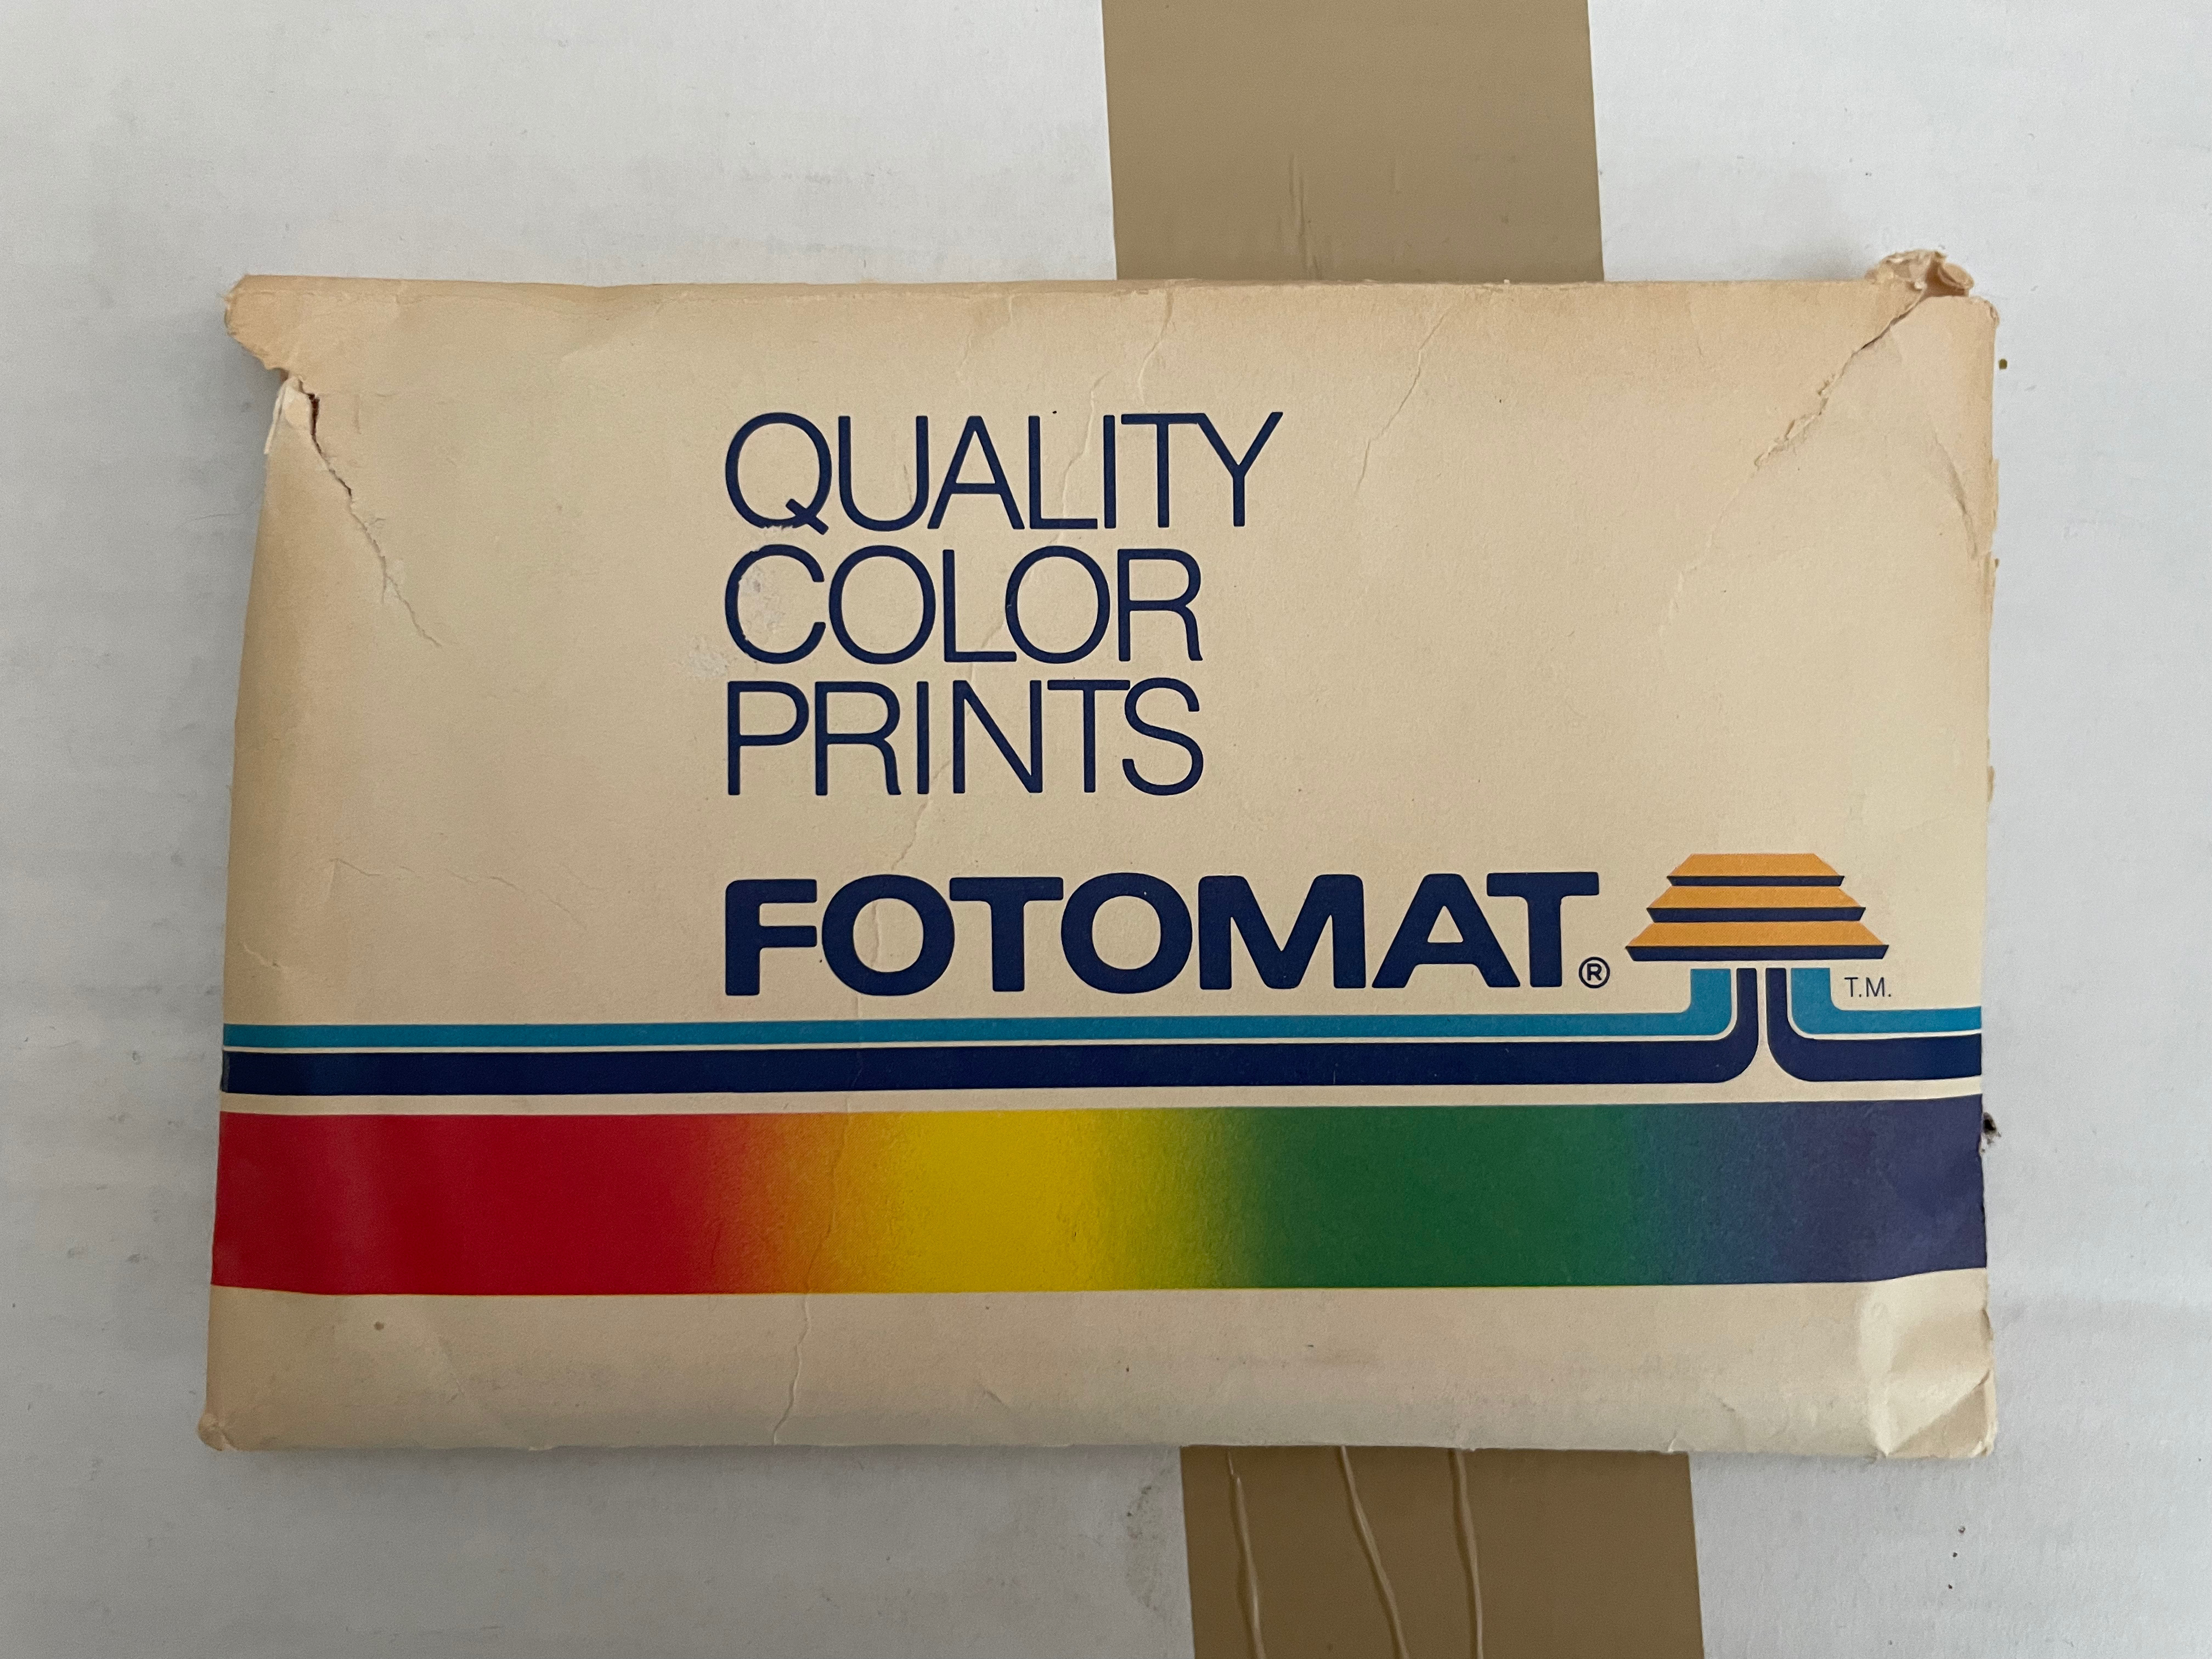 QUALITY
COLOR
PRINTS
FOTOMAT® T.M.